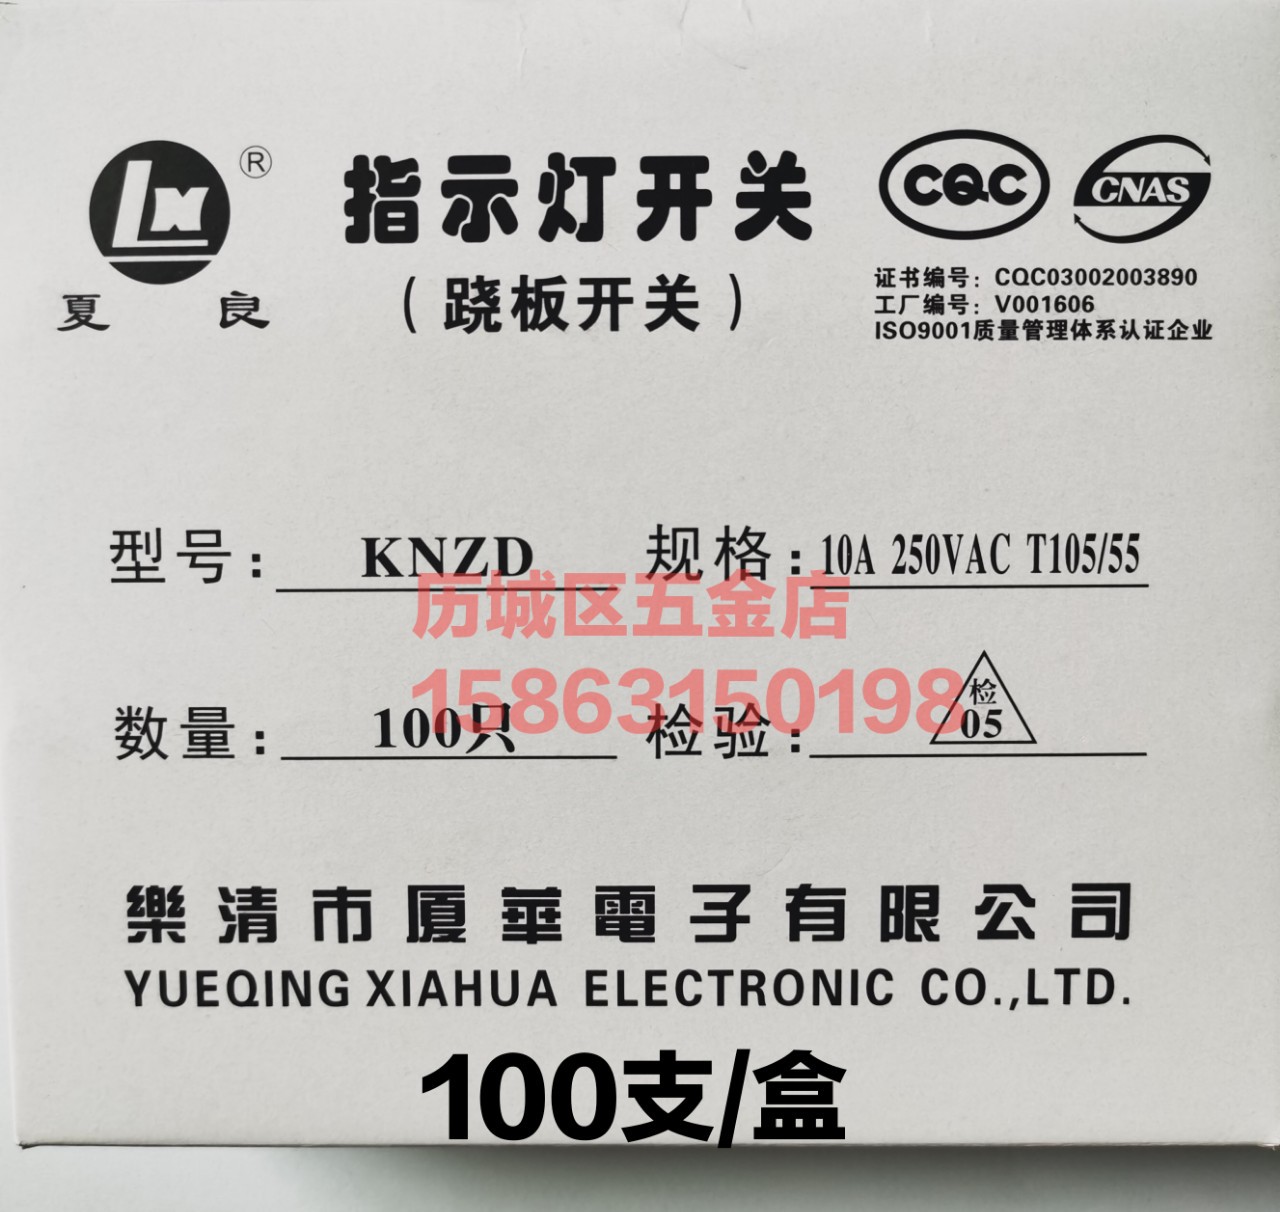 LX ®
夏 良
指示灯开关
（跷板开关）
CQC
CNAS
证书编号：CQC03002003890
工厂编号：V001606
ISO9001质量管理体系认证企业
型号： KNZD 规格：10A 250VAC T105/55
历城区五金店
15863150198
数量： 100只 检验： 检 05
樂清市厦華電子有限公司
YUEQING XIAHUA ELECTRONIC CO.,LTD.
100支/盒